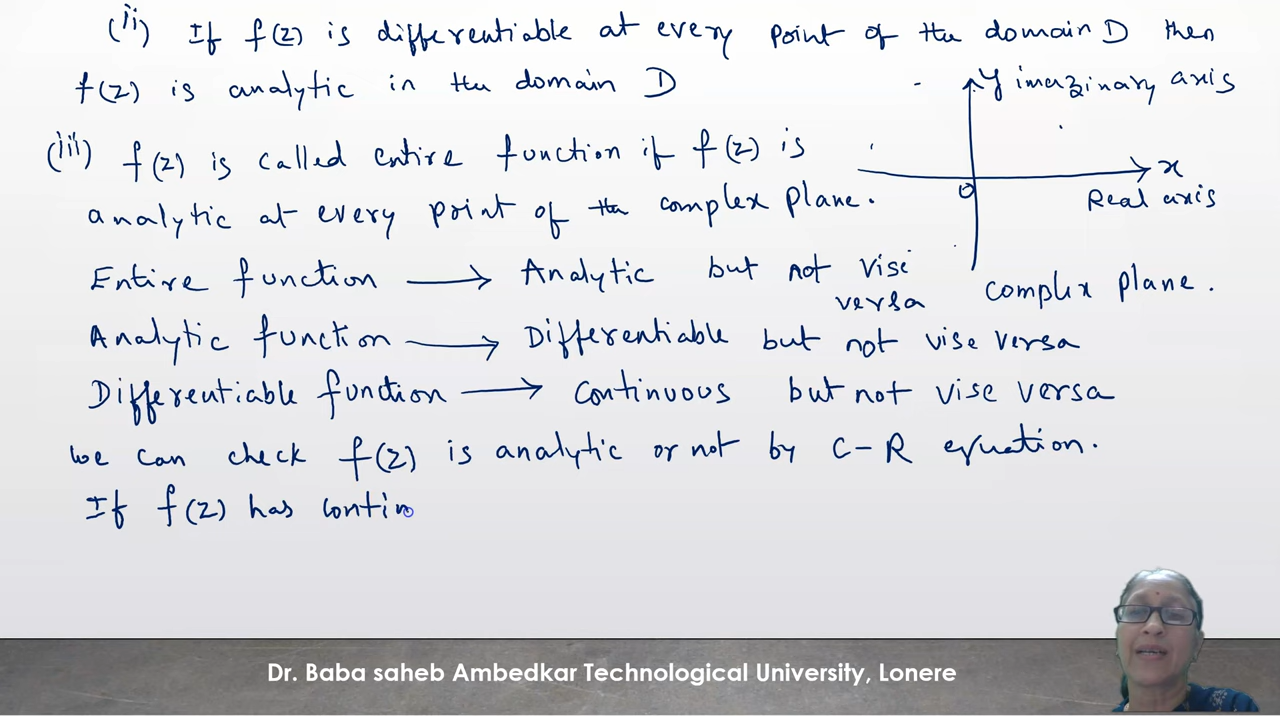 (ii) If f(z) is differentiable at every point of the domain D then
f(z) is analytic in the domain D
y imaginary axis
(iii) f(z) is called entire function if f(z) is
x
0
Real axis
analytic at every point of the complex plane.
Entire function → Analytic but not vise
versa
complex plane.
Analytic function → Differentiable but not vise versa
Differentiable function → continuous but not vise versa
we can check f(z) is analytic or not by C-R equation.
If f(z) has contin
Dr. Baba saheb Ambedkar Technological University, Lonere